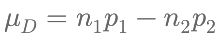 μ_D = n_1p_1 − n_2p_2